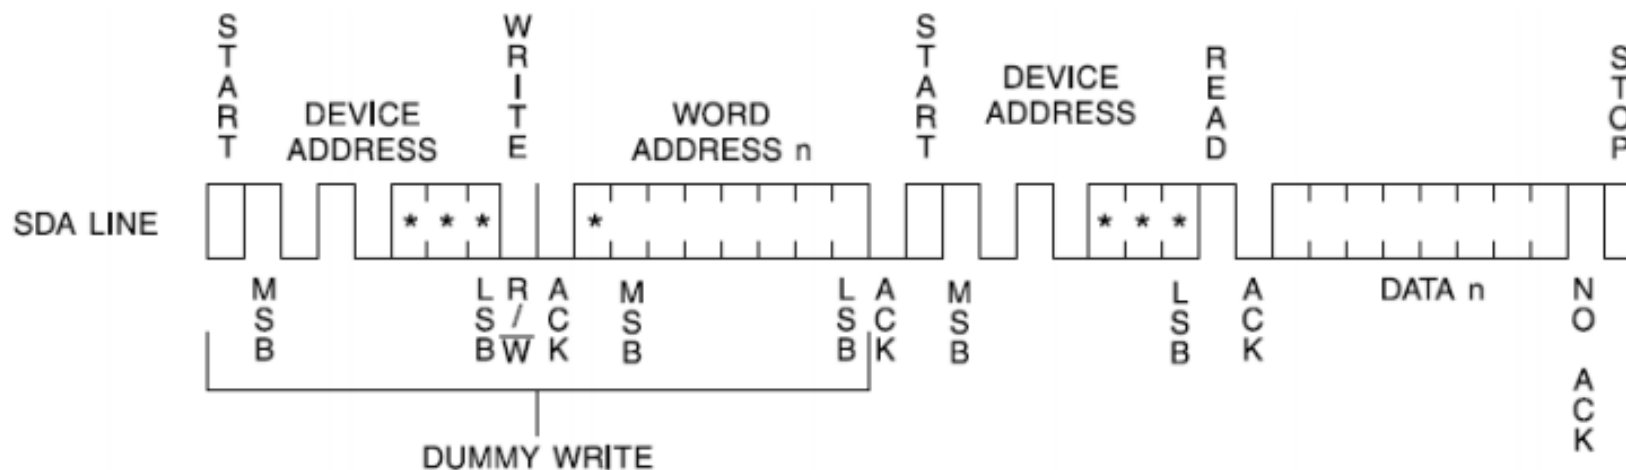 START
WRITE
START
READ
STOP
DEVICE
ADDRESS
WORD
ADDRESS n
DEVICE
ADDRESS
SDA LINE
* * *
*
* * *
MSB
LSB
R/W
ACK
MSB
LSB
ACK
MSB
LSB
ACK
DATA n
NO ACK
DUMMY WRITE